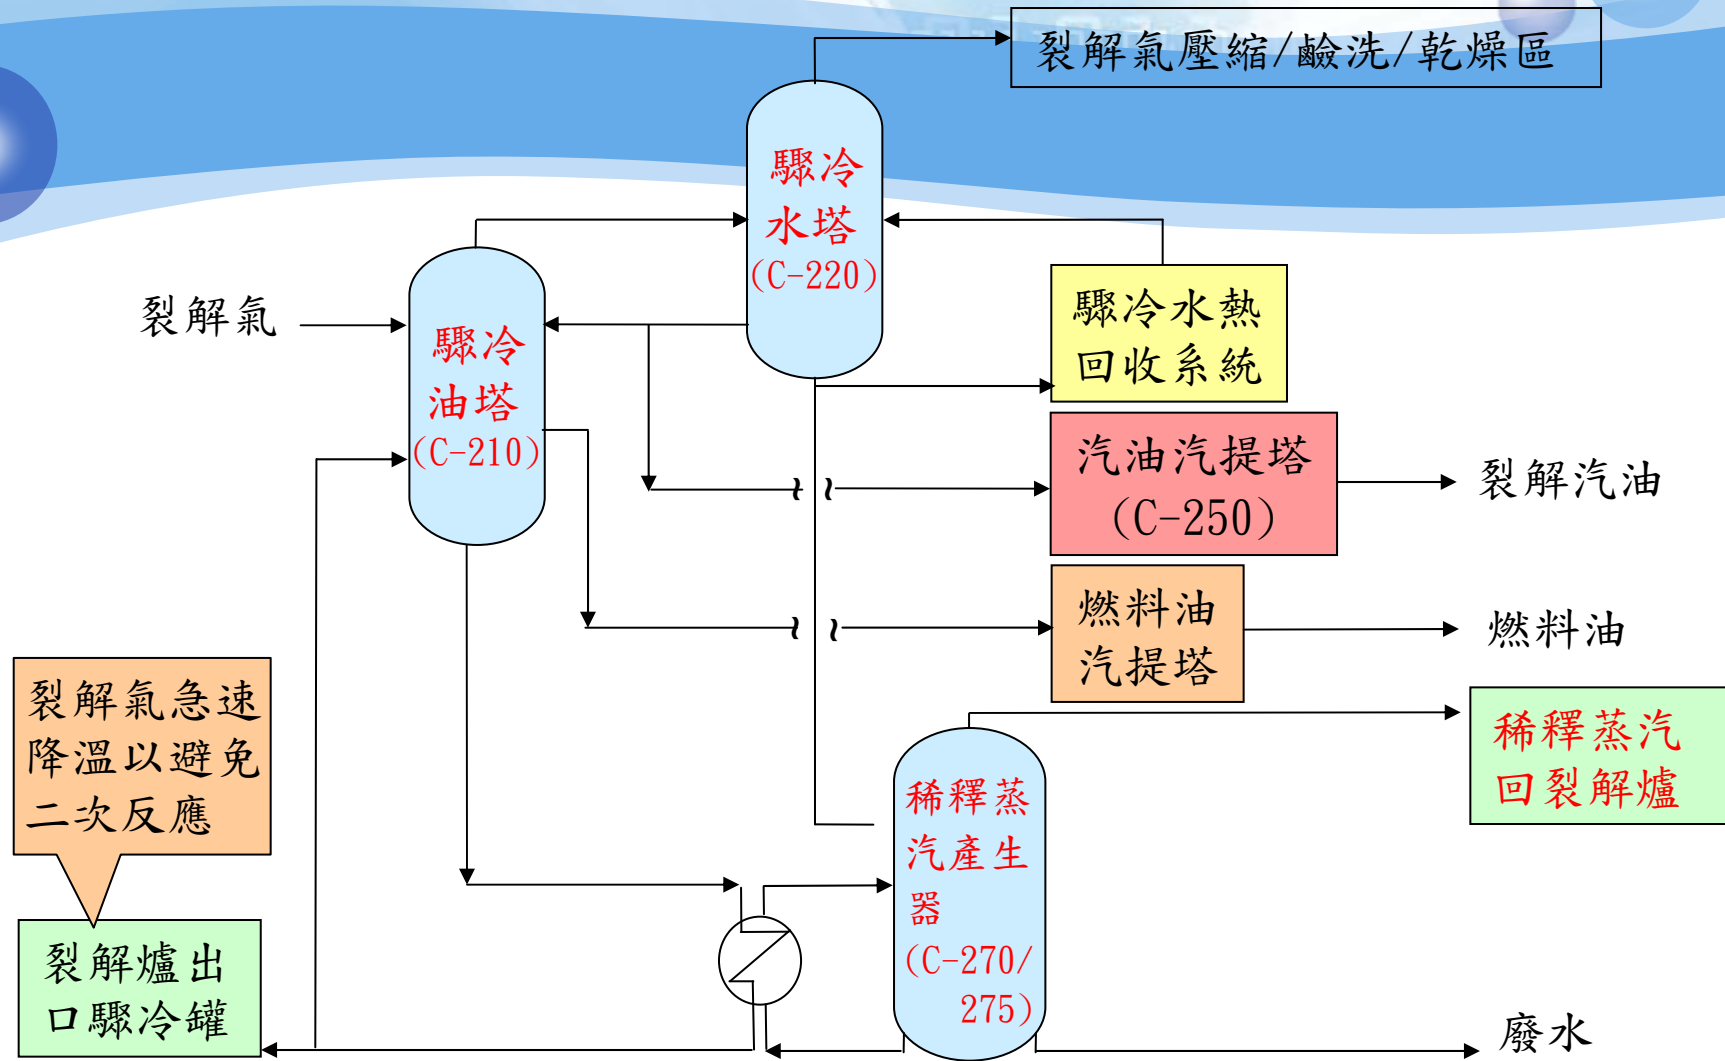 裂解氣壓縮/鹼洗/乾燥區
驟冷
水塔
(C-220)
裂解氣
驟冷
油塔
(C-210)
驟冷水熱
回收系統
汽油汽提塔
(C-250)
裂解汽油
燃料油
汽提塔
燃料油
裂解氣急速
降溫以避免
二次反應
稀釋蒸汽
回裂解爐
稀釋蒸
汽產生
器
(C-270/
275)
裂解爐出
口驟冷罐
廢水